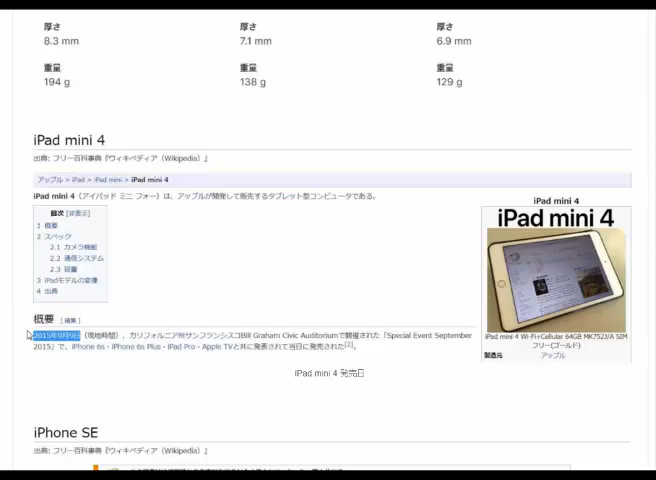 厚さ 厚さ 厚さ
8.3 mm 7.1 mm 6.9 mm
重量 重量 重量
194 g 138 g 129 g
iPad mini 4
出典: フリー百科事典『ウィキペディア（Wikipedia）』
アップル > iPad > iPad mini > iPad mini 4
iPad mini 4（アイパッド ミニ フォー）は、アップルが開発して販売するタブレット型コンピュータである。
目次 [非表示]
1 概要
2 スペック
2.1 カメラ機能
2.2 通信システム
2.3 容量
3 iPadモデルの変遷
4 出典
iPad mini 4
iPad mini 4
iPad mini 4 Wi-Fi+Cellular 64GB MK752J/A SIM
フリー(ゴールド)
製造元 アップル
概要 [編集]
2015年9月9日（現地時間）、カリフォルニア州サンフランシスコBill Graham Civic Auditoriumで開催された「Special Event September
2015」で、iPhone 6s・iPhone 6s Plus・iPad Pro・Apple TVと共に発表されて当日に発売された[2]。
iPad mini 4 発売日
iPhone SE
出典: フリー百科事典『ウィキペディア（Wikipedia）』